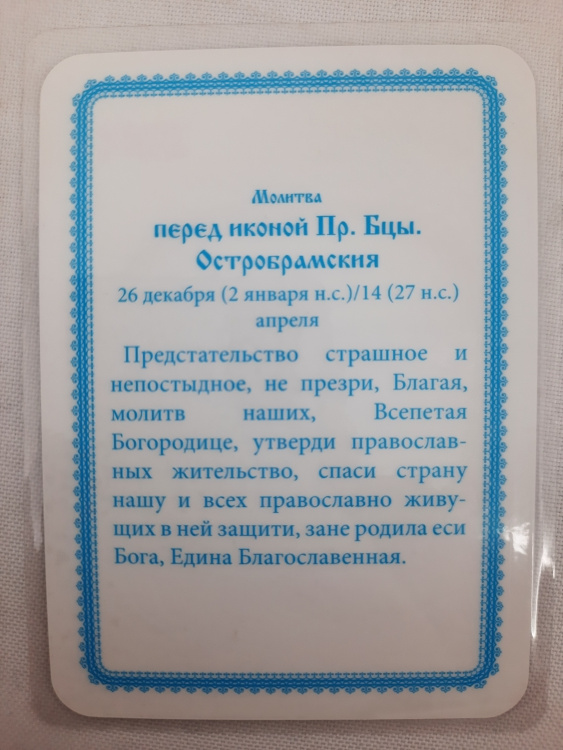 Молитва
перед иконой Пр. Бцы.
Остробрамския
26 декабря (2 января н.с.)/14 (27 н.с.)
апреля
Предстательство страшное и
непостыдное, не презри, Благая,
молитв наших, Всепетая
Богородице, утверди православ-
ных жительство, спаси страну
нашу и всех православно живу-
щих в ней защити, зане родила еси
Бога, Едина Благославенная.